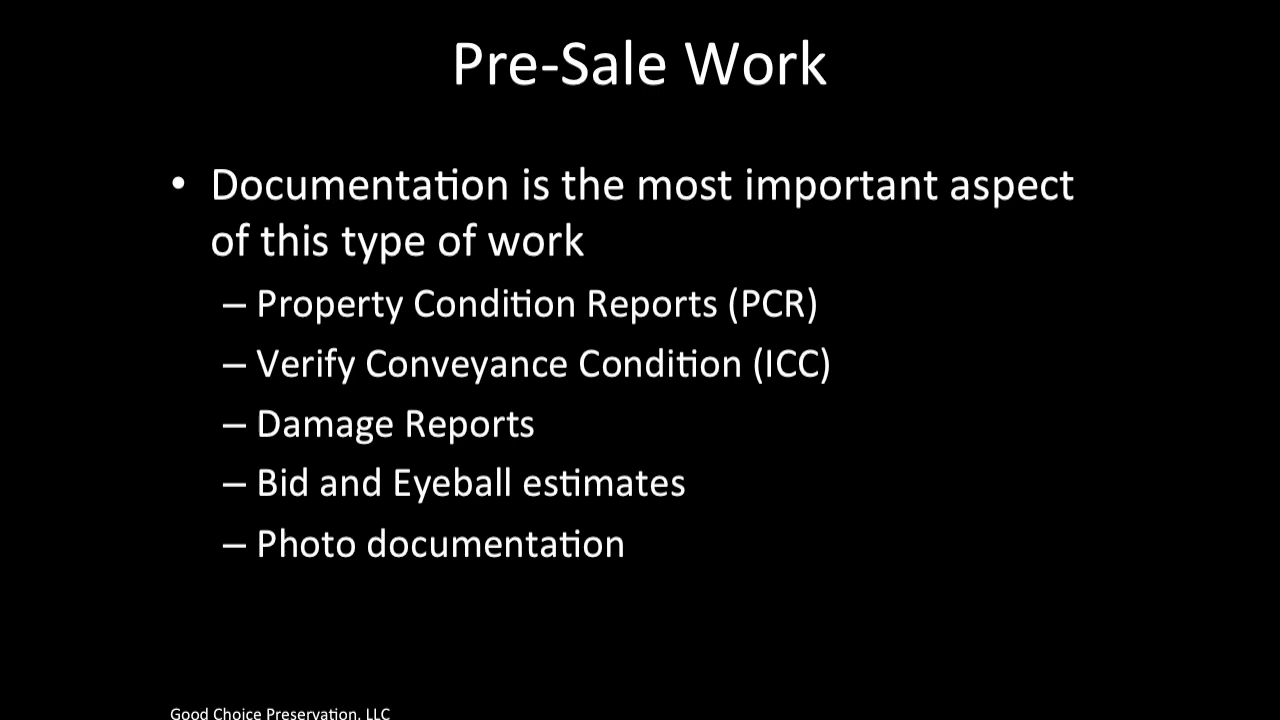 Pre-Sale Work
• Documentation is the most important aspect
of this type of work
– Property Condition Reports (PCR)
– Verify Conveyance Condition (ICC)
– Damage Reports
– Bid and Eyeball estimates
– Photo documentation
Good Choice Preservation, LLC